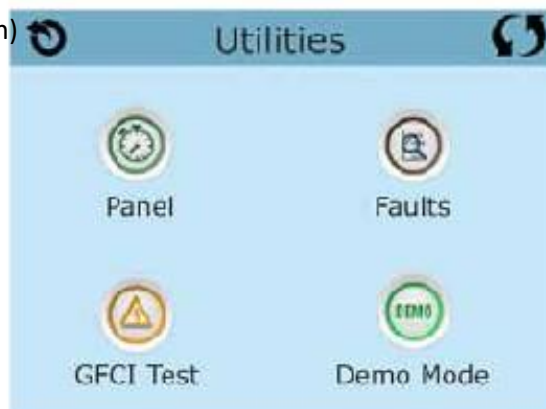 n)
Utilities
Panel
Faults
GFCI Test
Demo Mode
DEMO